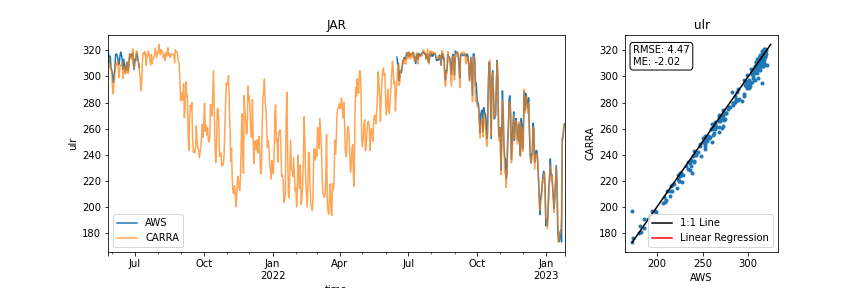 JAR
ulr
320
300
280
260
240
220
200
180
ulr
AWS
CARRA
Jul
Oct
Jan
2022
Apr
Jul
Oct
Jan
2023
time
ulr
RMSE: 4.47
ME: -2.02
320
300
280
260
240
220
200
180
CARRA
1:1 Line
Linear Regression
200
250
300
AWS